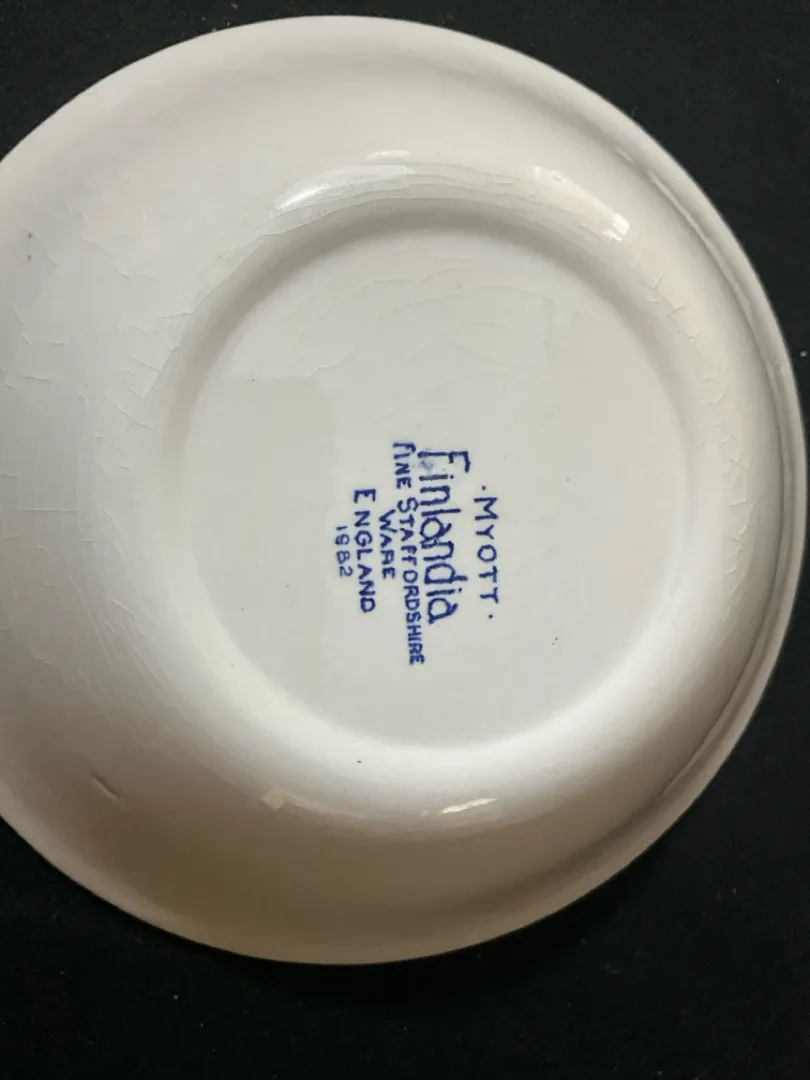 ·MYOTT·
Finlandia
FINE STAFFORDSHIRE
WARE
ENGLAND
1982